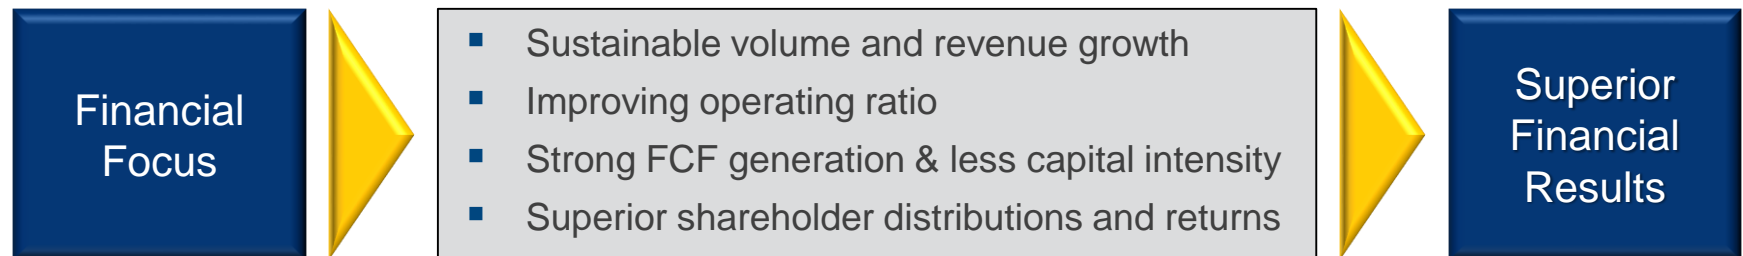 Financial
Focus
▪ Sustainable volume and revenue growth
▪ Improving operating ratio
▪ Strong FCF generation & less capital intensity
▪ Superior shareholder distributions and returns
Superior
Financial
Results